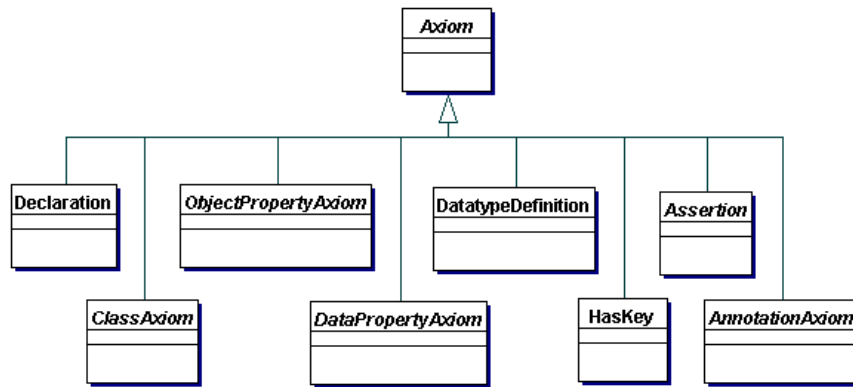 Axiom
Declaration
ObjectPropertyAxiom
DatatypeDefinition
Assertion
ClassAxiom
DataPropertyAxiom
HasKey
AnnotationAxiom